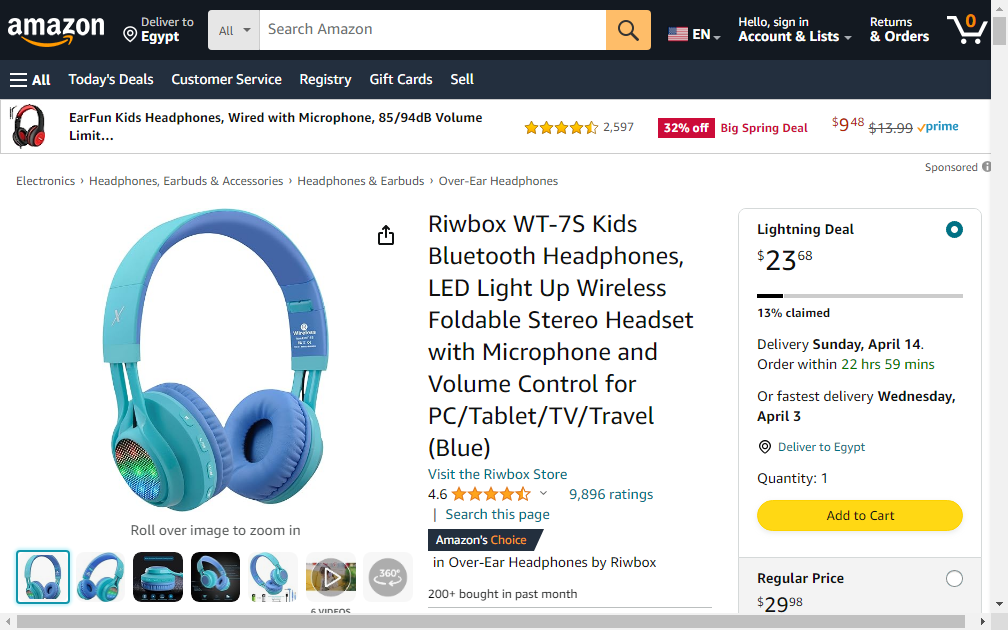 amazon
Deliver to
Egypt
All
Search Amazon
EN
Hello, sign in
Account & Lists
Returns
& Orders
0
All
Today's Deals
Customer Service
Registry
Gift Cards
Sell
EarFun Kids Headphones, Wired with Microphone, 85/94dB Volume
Limit...
2,597
32% off
Big Spring Deal
$9 48
$13.99
prime
Sponsored
Electronics › Headphones, Earbuds & Accessories › Headphones & Earbuds › Over-Ear Headphones
Wireless
Roll over image to zoom in
360°
6 VIDEOS
Riwbox WT-7S Kids
Bluetooth Headphones,
LED Light Up Wireless
Foldable Stereo Headset
with Microphone and
Volume Control for
PC/Tablet/TV/Travel
(Blue)
Visit the Riwbox Store
4.6
9,896 ratings
| Search this page
Amazon's Choice
in Over-Ear Headphones by Riwbox
200+ bought in past month
Lightning Deal
$23 68
13% claimed
Delivery Sunday, April 14.
Order within 22 hrs 59 mins
Or fastest delivery Wednesday,
April 3
Deliver to Egypt
Quantity: 1
Add to Cart
Regular Price
$29 98